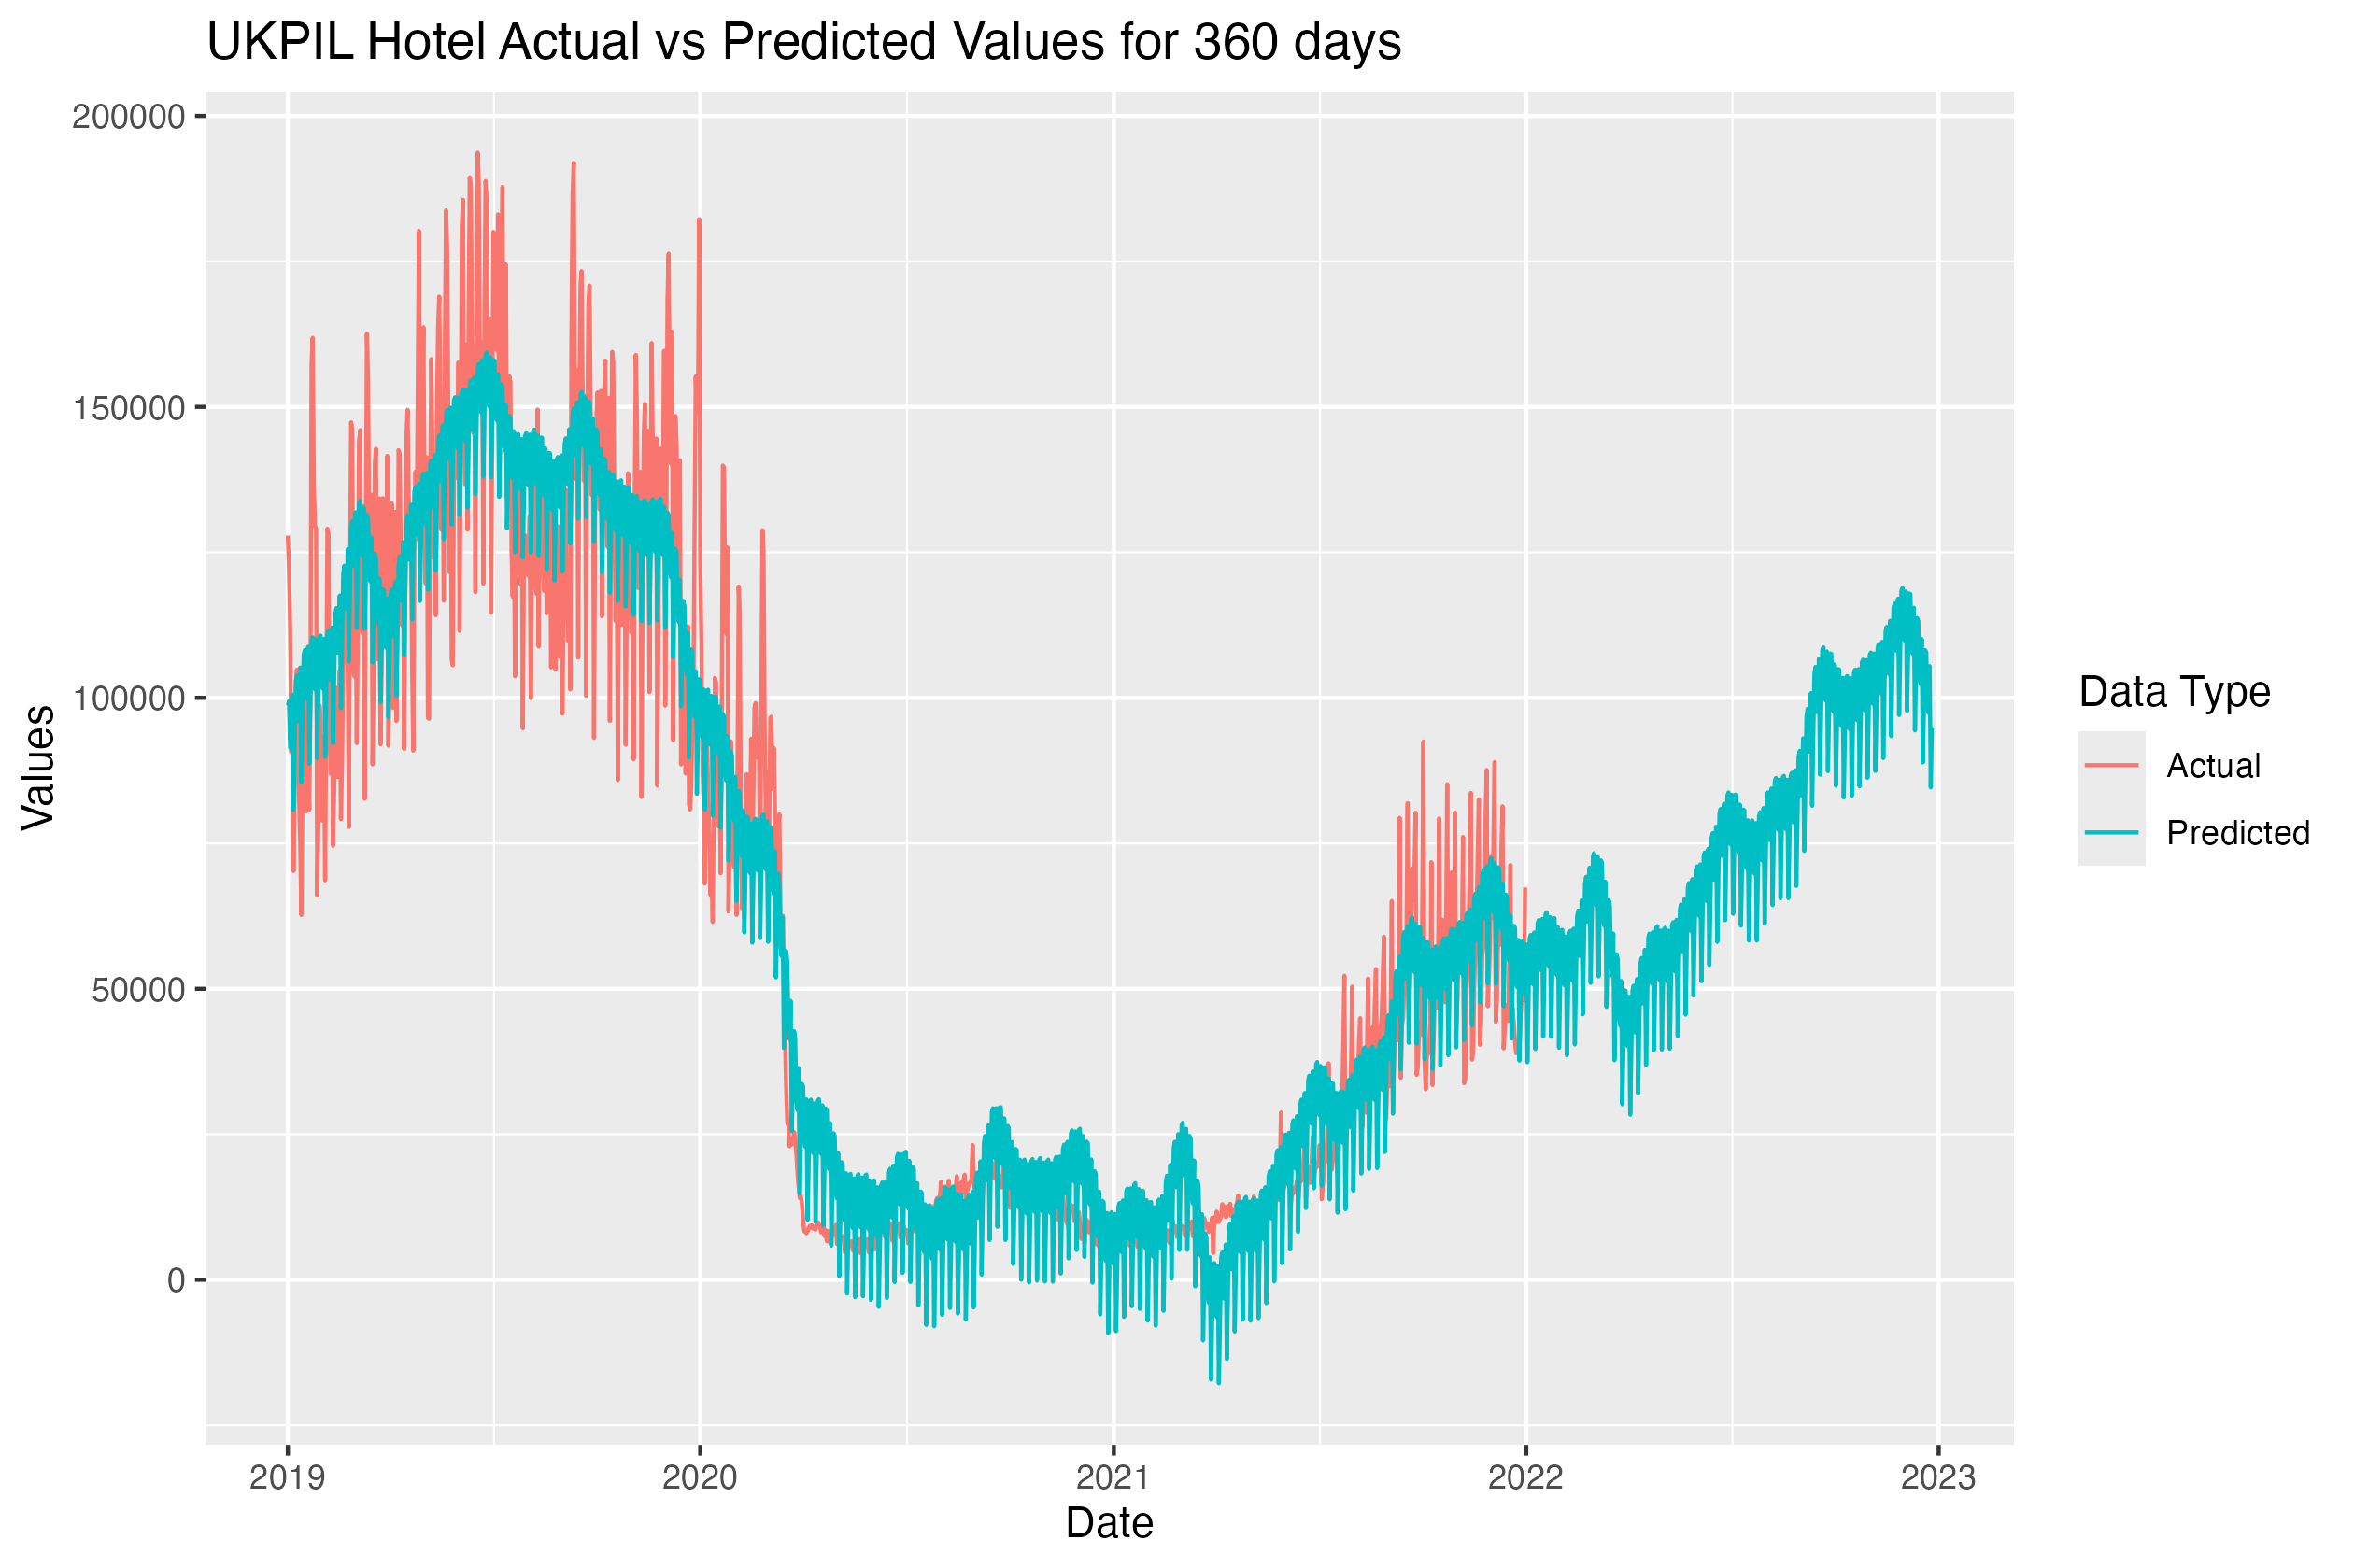 UKPIL Hotel Actual vs Predicted Values for 360 days
200000
150000
100000
50000
0
Values
2019
2020
2021
2022
2023
Date
Data Type
Actual
Predicted